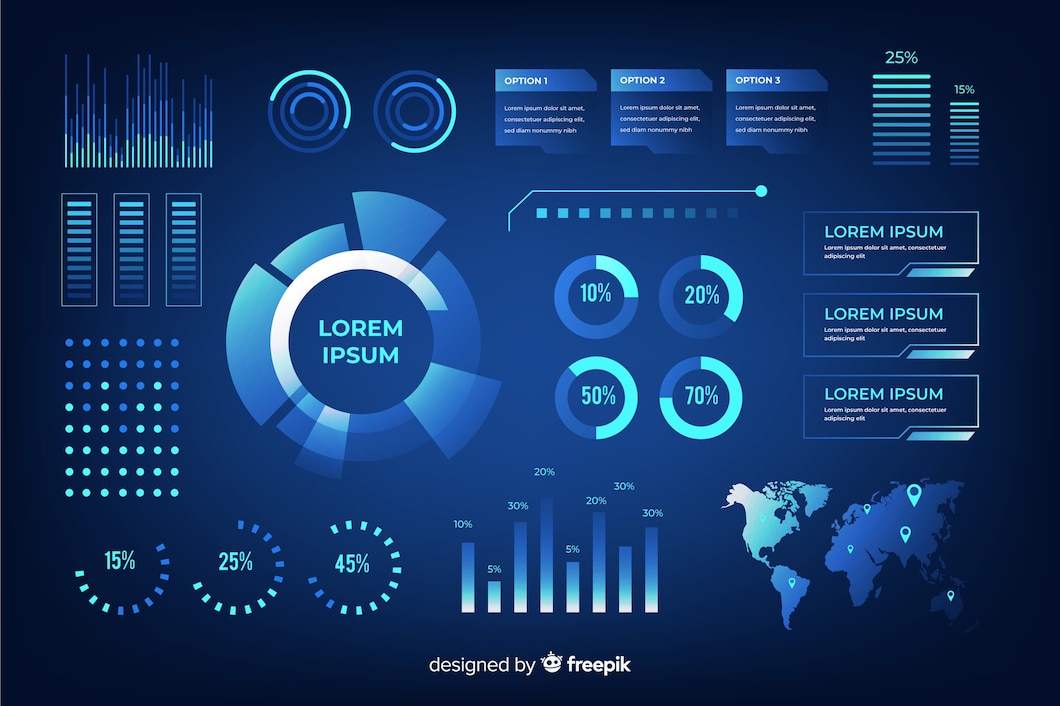 OPTION 1
Lorem ipsum dolor sit amet,
consectetuer adipiscing elit,
sed diam nonummy nibh
OPTION 2
Lorem ipsum dolor sit amet,
consectetuer adipiscing elit,
sed diam nonummy nibh
OPTION 3
Lorem ipsum dolor sit amet,
consectetuer adipiscing elit,
sed diam nonummy nibh
25%
15%
LOREM
IPSUM
10%
20%
50%
70%
LOREM IPSUM
Lorem ipsum dolor sit amet, consectetuer
adipiscing elit
LOREM IPSUM
Lorem ipsum dolor sit amet, consectetuer
adipiscing elit
LOREM IPSUM
Lorem ipsum dolor sit amet, consectetuer
adipiscing elit
15%
25%
45%
10%
5%
30%
20%
5%
20%
30%
30%
designed by freepik